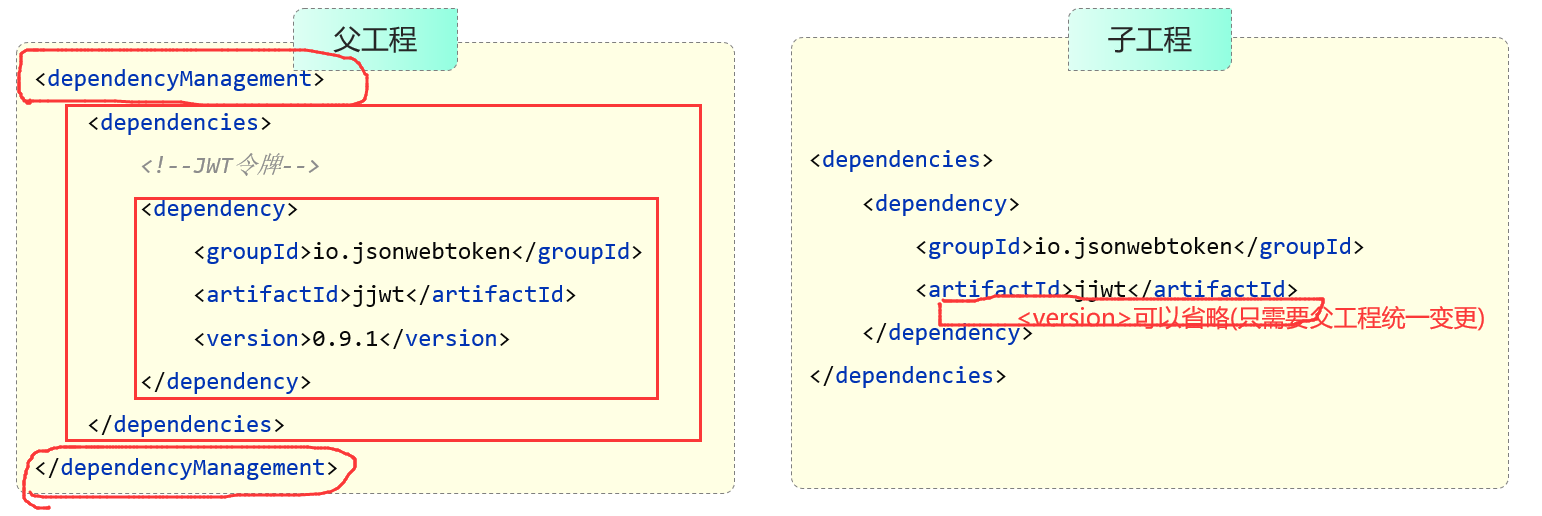 父工程
<dependencyManagement>
<dependencies>
<!--JWT令牌-->
<dependency>
<groupId>io.jsonwebtoken</groupId>
<artifactId>jjwt</artifactId>
<version>0.9.1</version>
</dependency>
</dependencies>
</dependencyManagement>
子工程
<dependencies>
<dependency>
<groupId>io.jsonwebtoken</groupId>
<artifactId>jjwt</artifactId>
<version>可以省略(只需要父工程统一变更)
</dependency>
</dependencies>